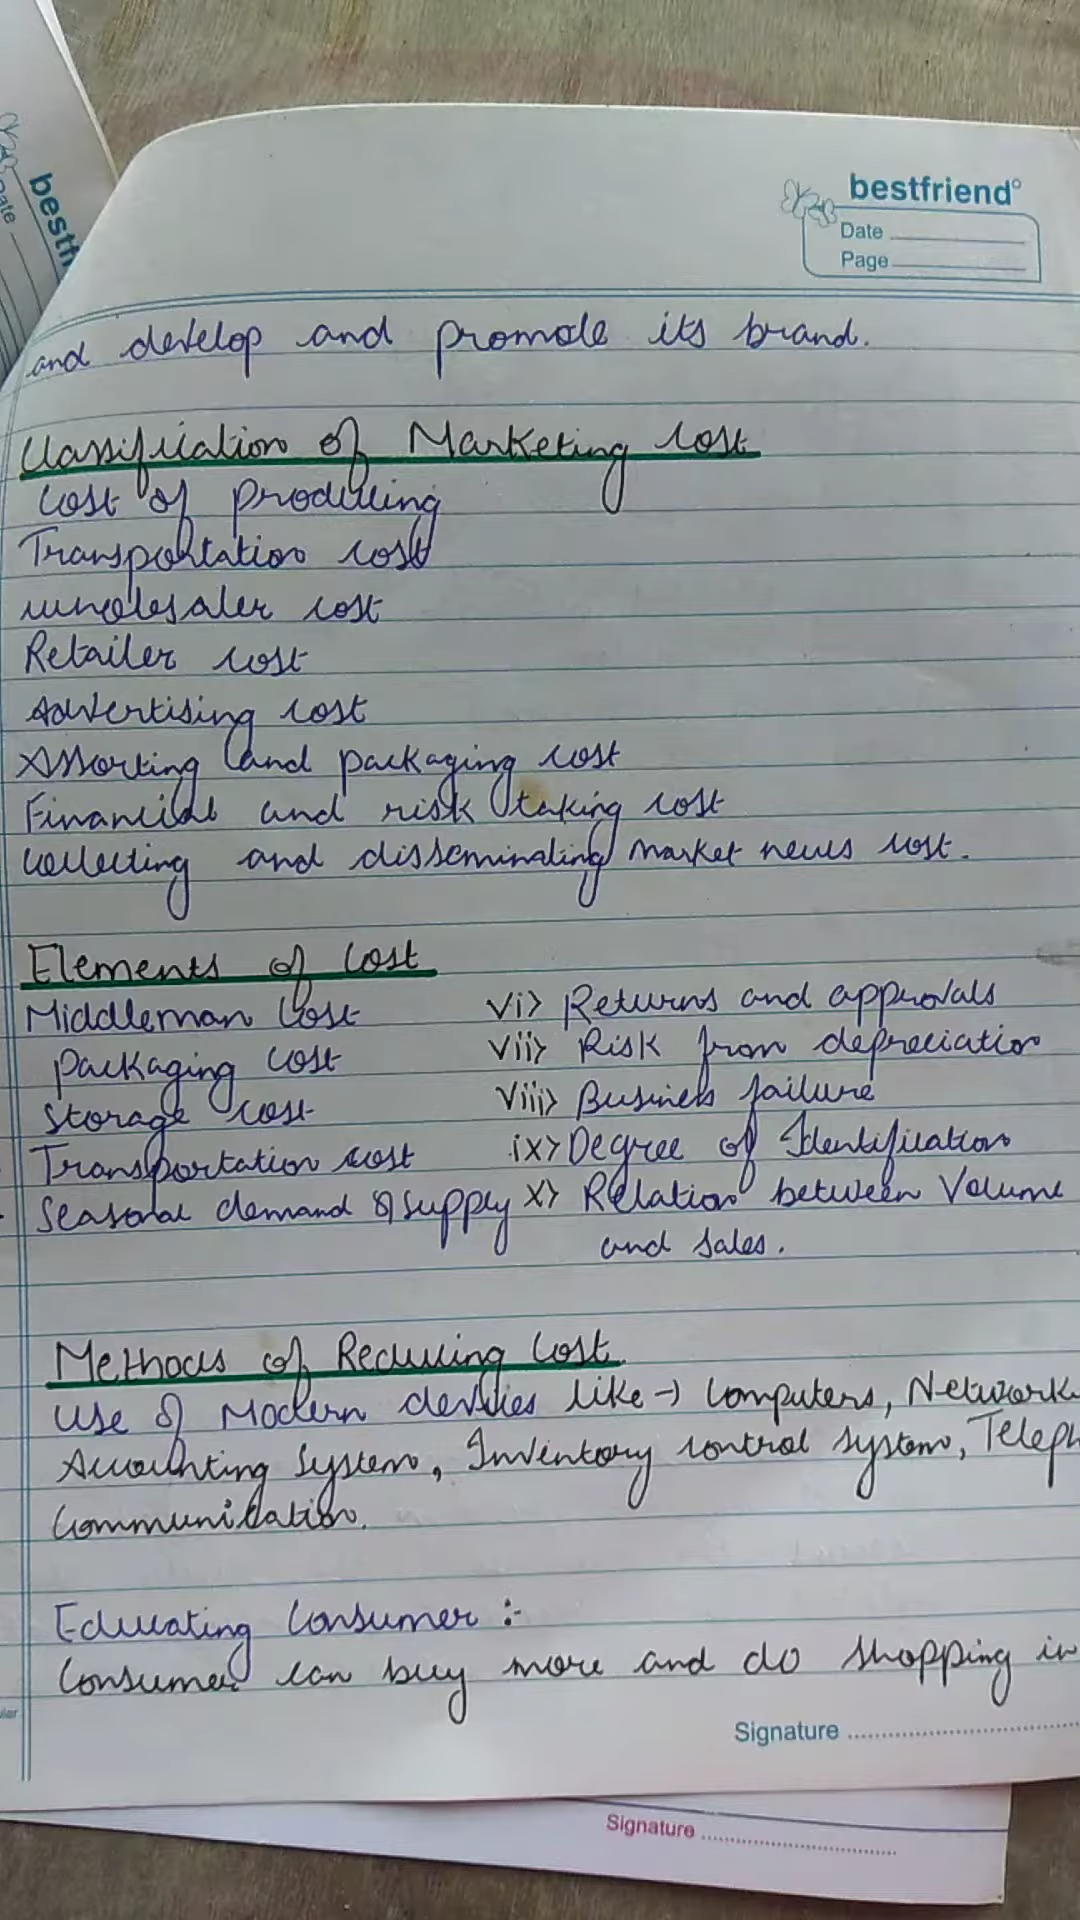 bestfriend
Date
Page
bestf
ate
and develop and promote its brand.
Classification of Marketing Cost
Cost of producing
Transportation cost
wholesaler cost
Retailer cost
Advertising cost
Assorting and packaging cost
Financial and risk taking cost
Collecting and disseminating market news cost.
Elements of Cost
Middleman Cost
Packaging cost
Storage cost
Transportation cost
Seasonal demand & supply
vi> Returns and approvals
vii> Risk from depreciation
viii> Business failure
ix> Degree of Identification
x> Relation between Volume
and sales.
Methods of Reducing Cost.
Use of Modern devices like → Computers, Network
Accounting System, Inventory control system, Teleph
Communication.
Educating Consumer :-
Consumer can buy more and do shopping in
Signature
Signature